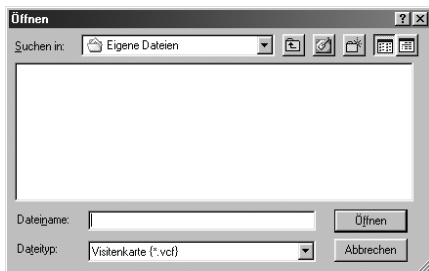 Öffnen
Suchen in: Eigene Dateien
Dateiname:
Öffnen
Dateityp: Visitenkarte (*.vcf)
Abbrechen